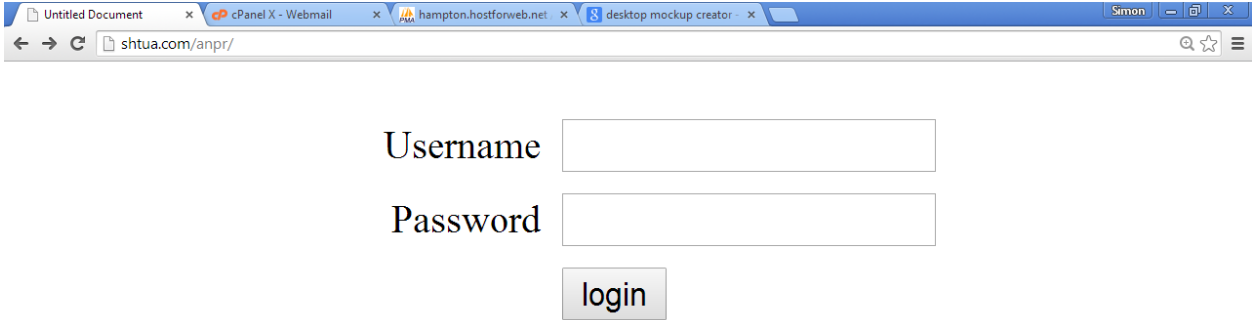 Untitled Document cPanel X - Webmail hampton.hostforweb.net desktop mockup creator - Simon
shtua.com/anpr/
Username
Password
login